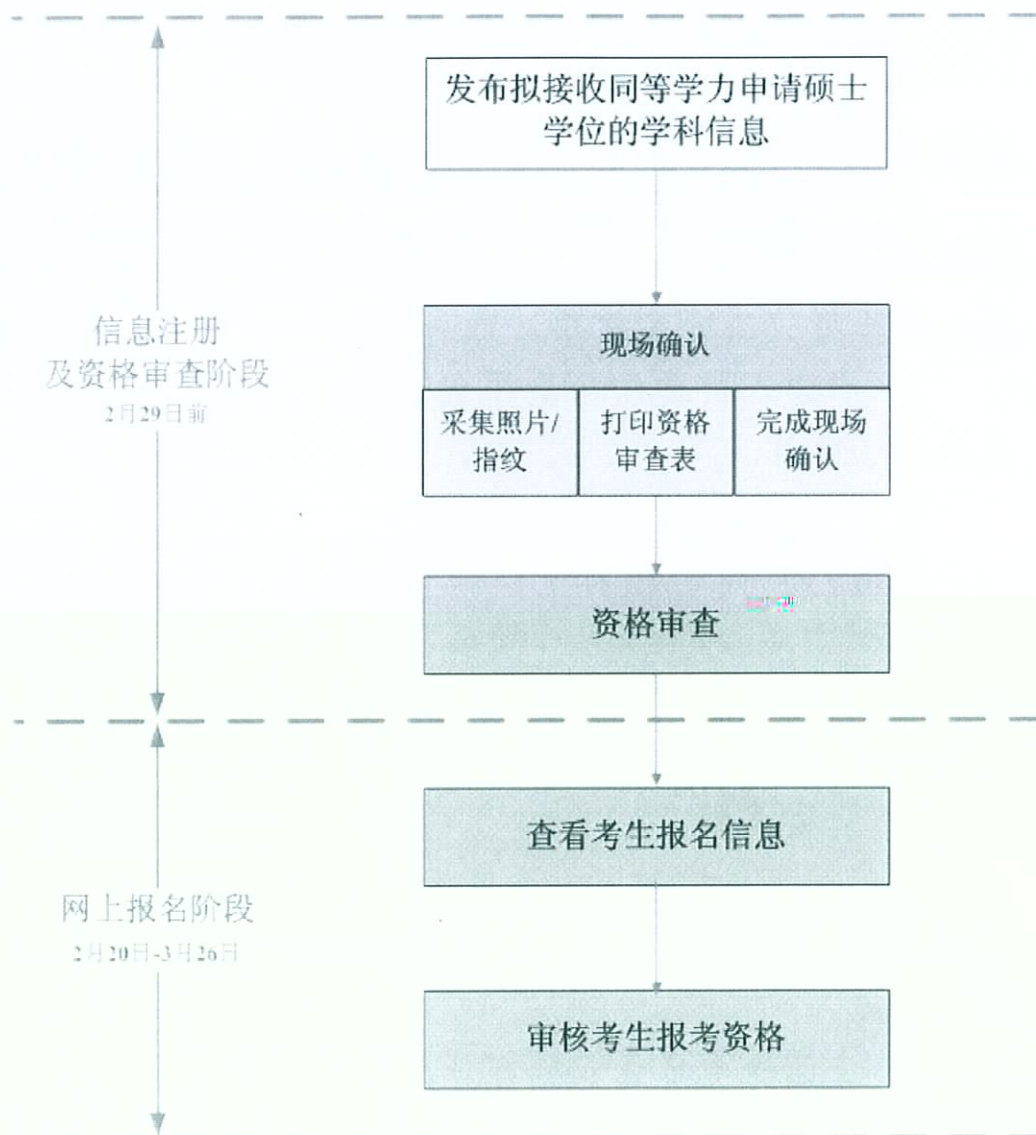 发布拟接收同等学力申请硕士
学位的学科信息
信息注册
及资格审查阶段
2月29日前
现场确认
采集照片/
指纹
打印资格
审查表
完成现场
确认
资格审查
查看考生报名信息
网上报名阶段
2月20日-3月26日
审核考生报考资格